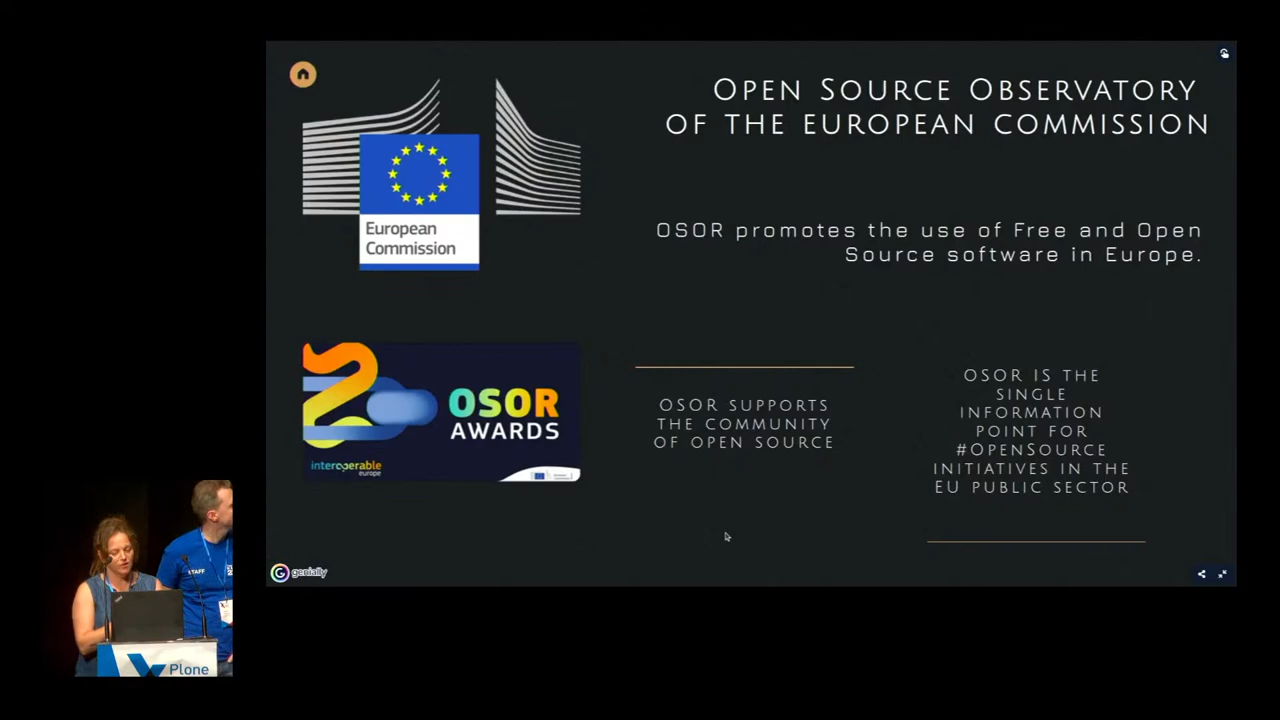 OPEN SOURCE OBSERVATORY
OF THE EUROPEAN COMMISSION
European
Commission
OSOR promotes the use of Free and Open
Source software in Europe.
OSOR
AWARDS
interoperable
europe
OSOR SUPPORTS
THE COMMUNITY
OF OPEN SOURCE
OSOR IS THE
SINGLE
INFORMATION
POINT FOR
#OPENSOURCE
INITIATIVES IN THE
EU PUBLIC SECTOR
genially
Plone